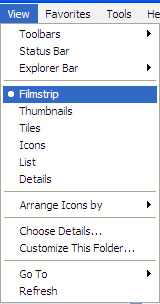 View Favorites Tools He
Toolbars
Status Bar
Explorer Bar
Filmstrip
Thumbnails
Tiles
Icons
List
Details
Arrange Icons by
Choose Details...
Customize This Folder...
Go To
Refresh